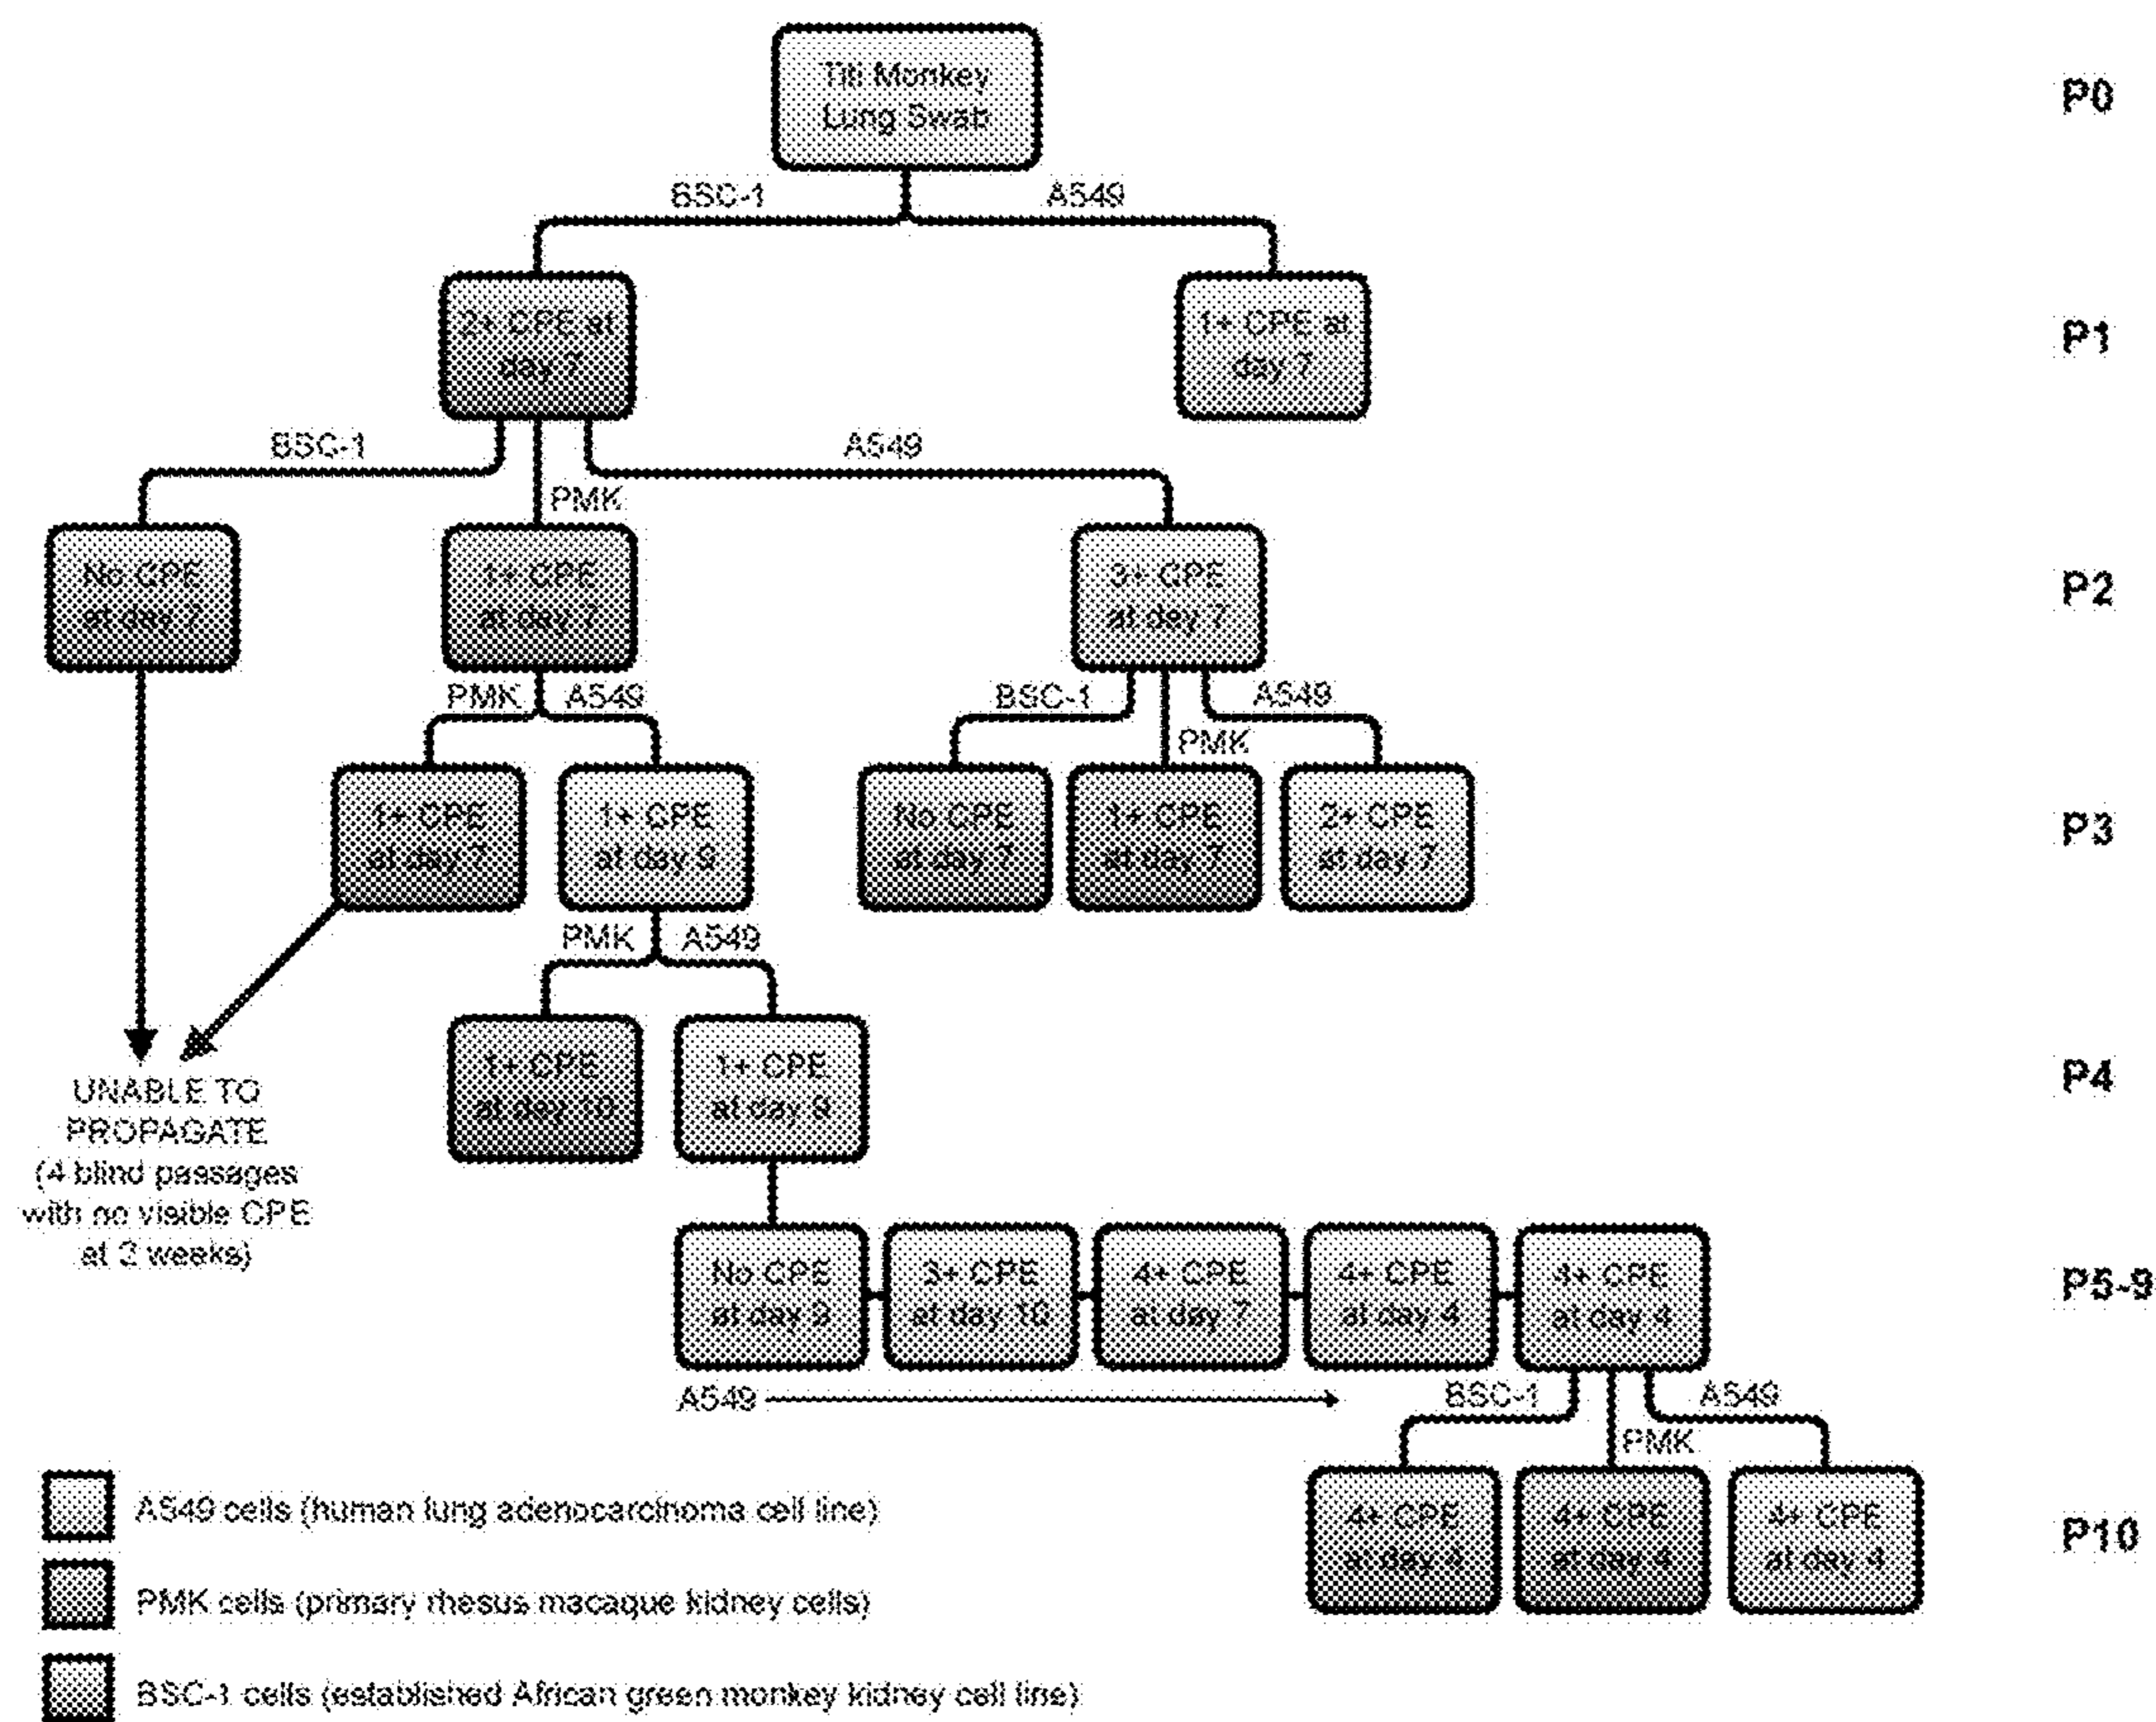 Titi Monkey
Lung Swab
P0
BSC-1
A549
2+ CPE at
day 7
1+ CPE at
day 7
P1
BSC-1
PMK
A549
No CPE
at day 7
1+ CPE
at day 7
3+ CPE
at day 7
P2
PMK
A549
BSC-1
PMK
A549
1+ CPE
at day 7
1+ CPE
at day 9
No CPE
at day 7
1+ CPE
at day 7
2+ CPE
at day 7
P3
PMK
A549
1+ CPE
at day 10
1+ CPE
at day
P4
UNABLE TO
PROPAGATE
(4 blind passages
with no visible CPE
at 2 weeks)
No CPE
at day 9
3+ CPE
at day 10
4+ CPE
at day 7
4+ CPE
at day 4
4+ CPE
at day 4
P5-9
A549
BSC-1
PMK
A549
4+ CPE
at day 4
4+ CPE
at day 4
4+ CPE
at day 4
P10
A549 cells (human lung adenocarcinoma cell line)
PMK cells (primary rhesus macaque kidney cells)
BSC-1 cells (established African green monkey kidney cell line)